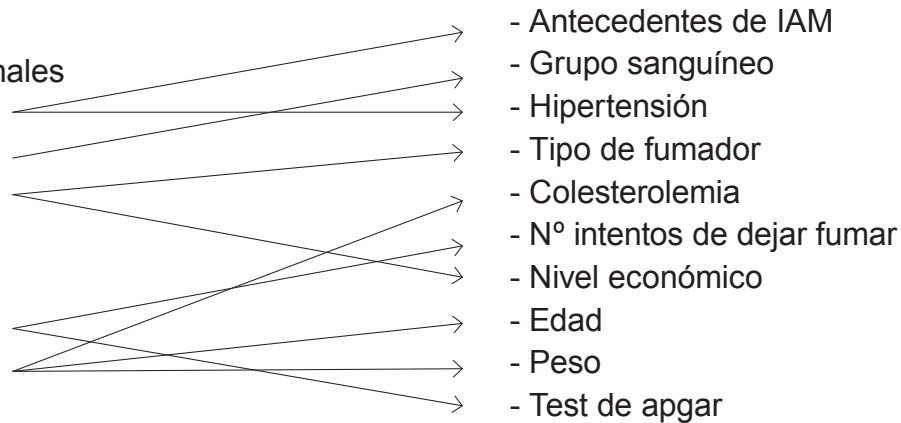 - Antecedentes de IAM
nales
- Grupo sanguíneo
- Hipertensión
- Tipo de fumador
- Colesterolemia
- Nº intentos de dejar fumar
- Nivel económico
- Edad
- Peso
- Test de apgar